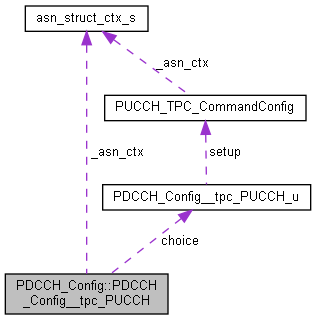 asn_struct_ctx_s
_asn_ctx
PUCCH_TPC_CommandConfig
_asn_ctx
setup
PDCCH_Config__tpc_PUCCH_u
choice
PDCCH_Config::PDCCH
_Config__tpc_PUCCH